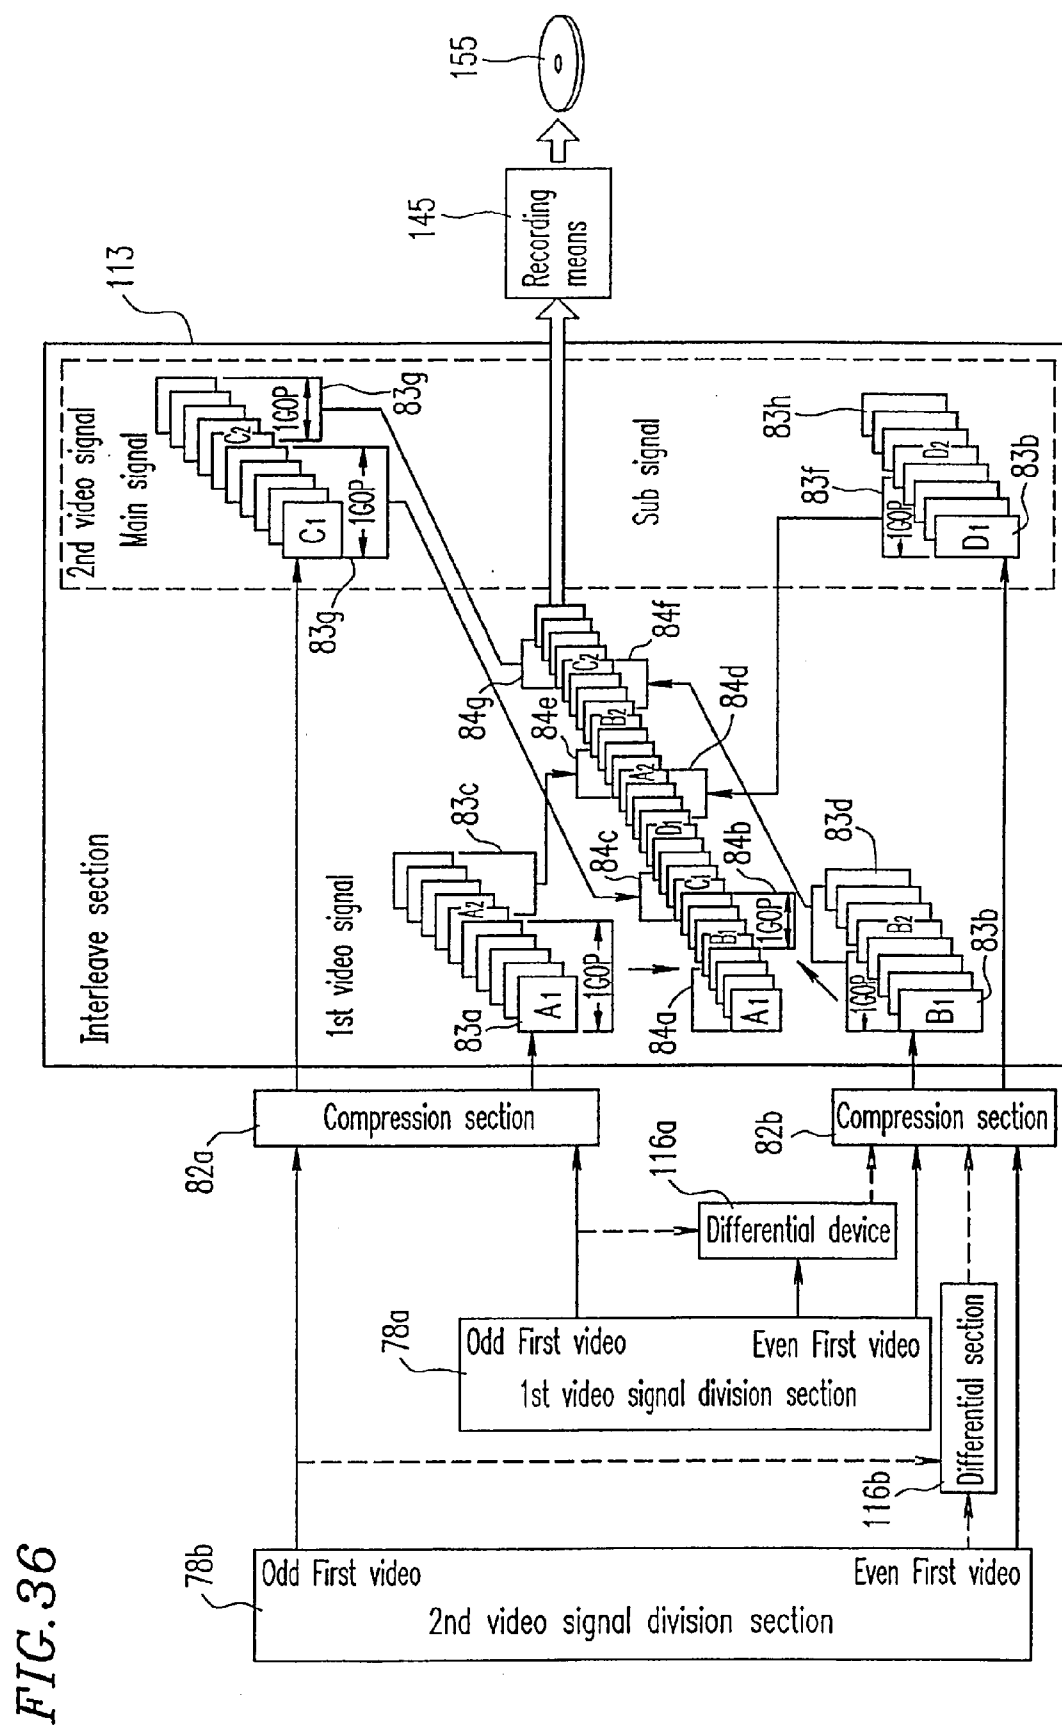 FIG.36
78b
Odd First video
Even First video
2nd video signal division section
78a
Odd First video
Even First video
1st video signal division section
116b
Differential section
116a
Differential device
82a
Compression section
82b
Compression section
113
Interleave section
1st video signal
83a
A1
1GOP
A2
83c
84a
A1
B1
1GOP
84b
84c
C1
D1
84d
84e
A2
B2
84f
84g
C2
1GOP
B1
83b
B2
83d
2nd video signal
Main signal
83g
C1
1GOP
C2
1GOP
83g
Sub signal
83f
1GOP
D1
83b
D2
83h
145
Recording
means
155